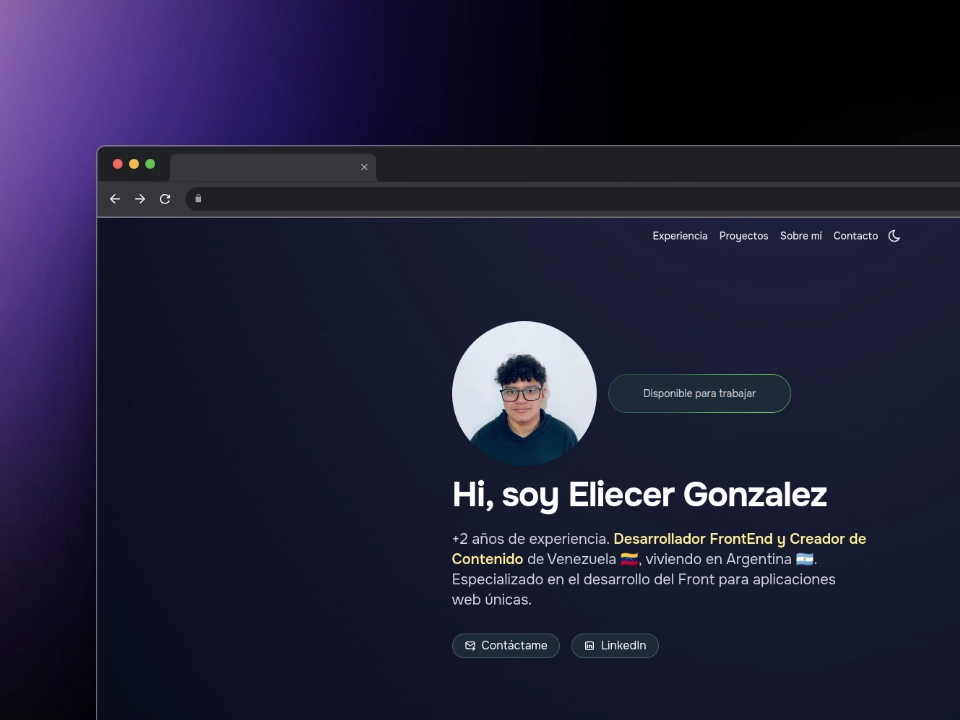 Experiencia Proyectos Sobre mí Contacto
Disponible para trabajar
Hi, soy Eliecer Gonzalez
+2 años de experiencia. Desarrollador FrontEnd y Creador de
Contenido de Venezuela 🇻🇪, viviendo en Argentina 🇦🇷.
Especializado en el desarrollo del Front para aplicaciones
web únicas.
Contáctame LinkedIn